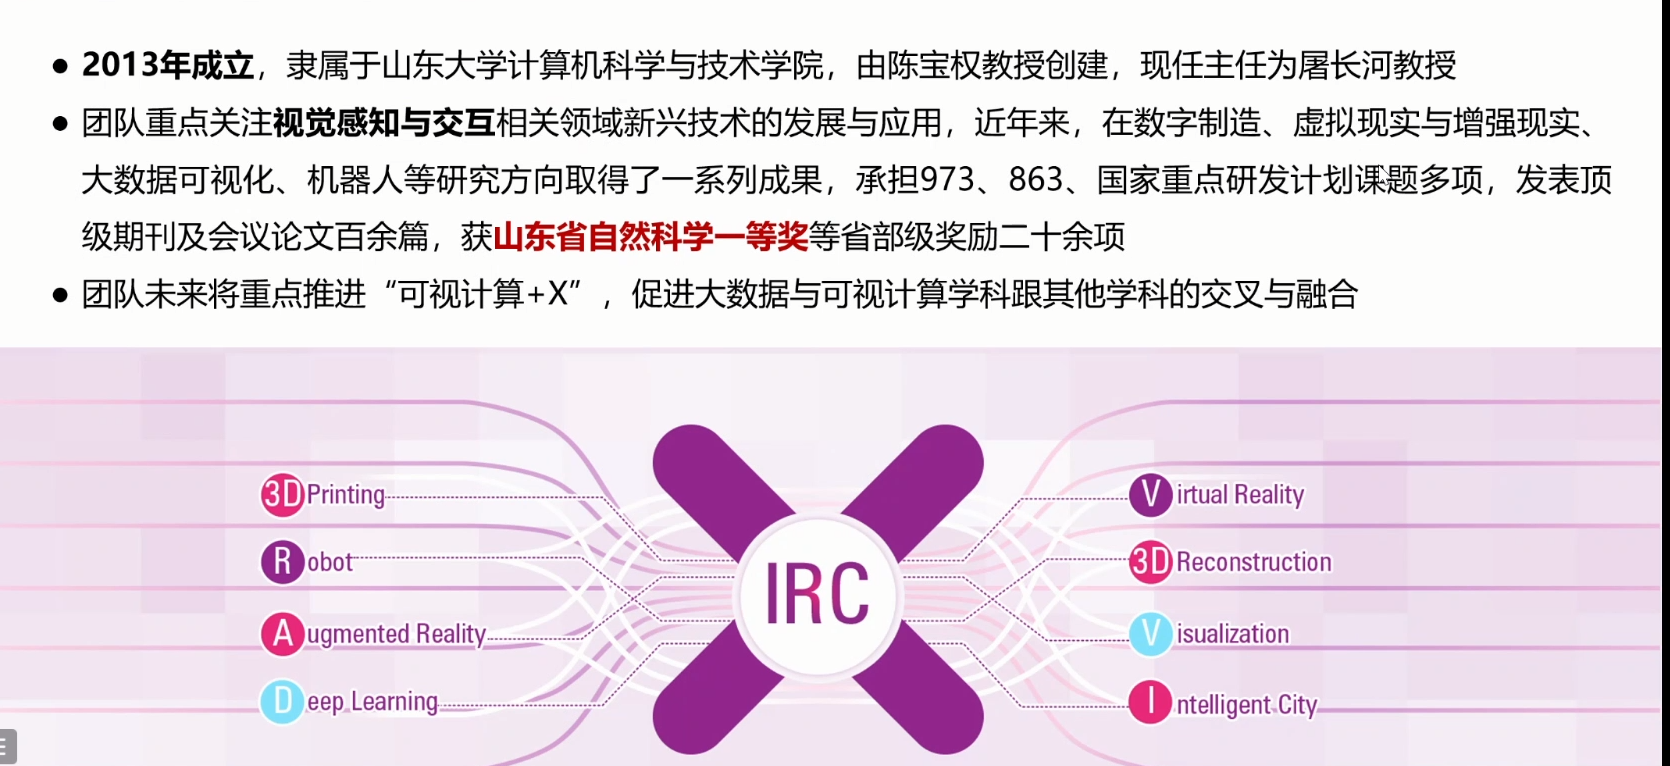 ● 2013年成立，隶属于山东大学计算机科学与技术学院，由陈宝权教授创建，现任主任为屠长河教授
● 团队重点关注视觉感知与交互相关领域新兴技术的发展与应用，近年来，在数字制造、虚拟现实与增强现实、
大数据可视化、机器人等研究方向取得了一系列成果，承担973、863、国家重点研发计划课题多项，发表顶
级期刊及会议论文百余篇，获山东省自然科学一等奖等省部级奖励二十余项
● 团队未来将重点推进“可视计算+X”，促进大数据与可视计算学科跟其他学科的交叉与融合
3D Printing
Robot
Augmented Reality
Deep Learning
IRC
Virtual Reality
3D Reconstruction
Visualization
Intelligent City